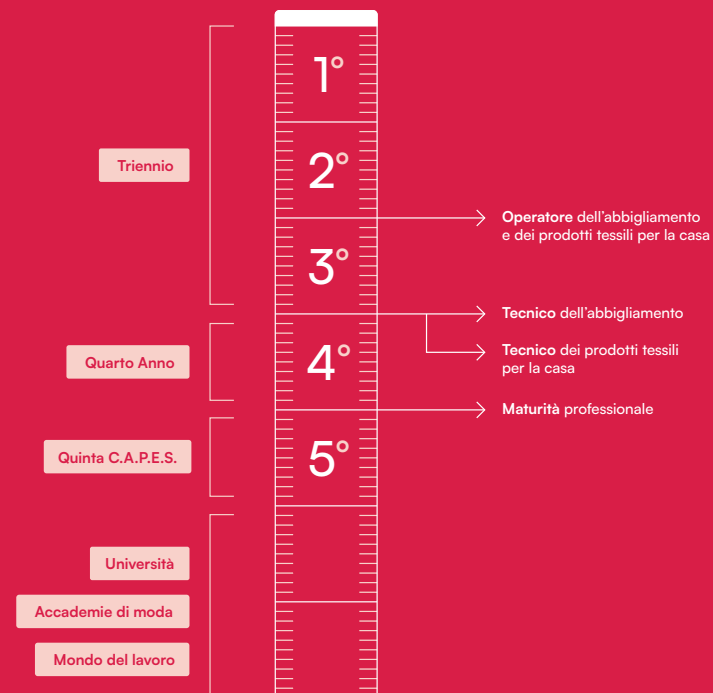 1°
Triennio
2°
Operatore dell'abbigliamento
e dei prodotti tessili per la casa
3°
Tecnico dell'abbigliamento
Quarto Anno
4°
Tecnico dei prodotti tessili
per la casa
Maturità professionale
Quinta C.A.P.E.S.
5°
Università
Accademie di moda
Mondo del lavoro